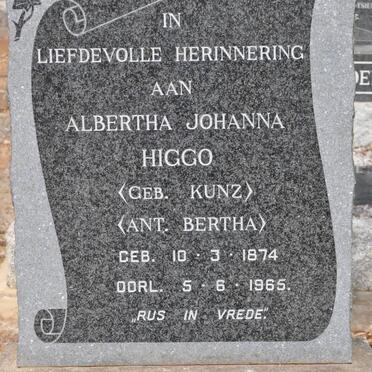 IN
LIEFDEVOLLE HERINNERING
AAN
ALBERTHA JOHANNA
HIGGO
(GEB. KUNZ)
(ANT. BERTHA)
GEB. 10·3·1874
OORL. 5·6·1965.
„RUS IN VREDE"